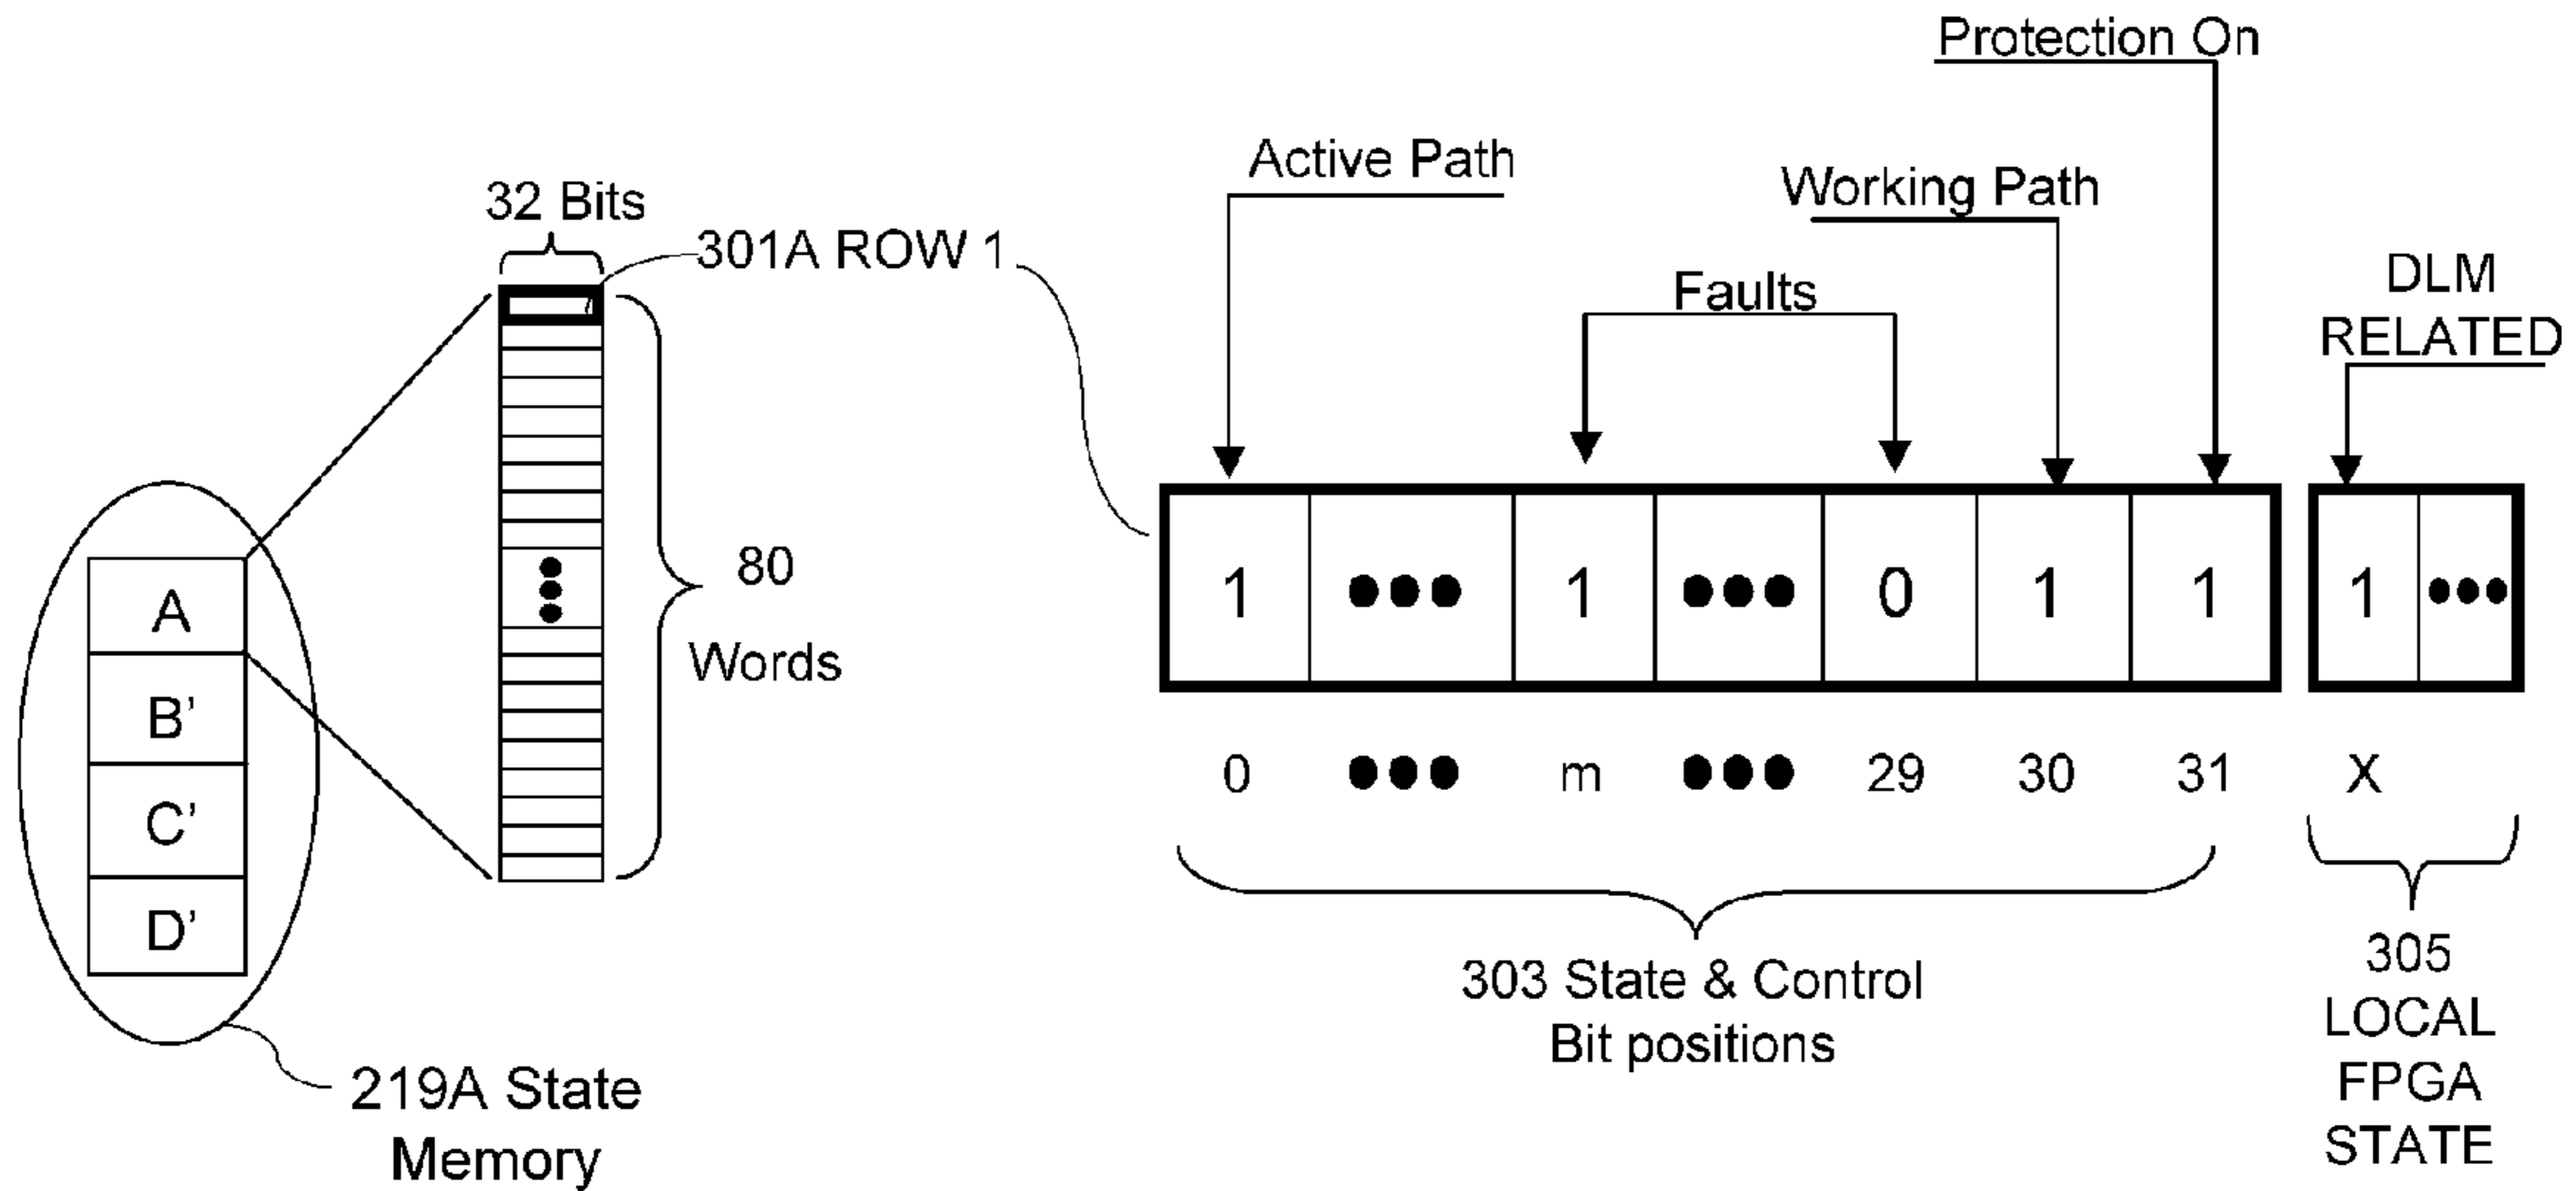 Protection On
Active Path
Working Path
32 Bits
301A ROW 1
Faults
DLM
RELATED
80
Words
A
B'
C'
D'
1 ••• 1 ••• 0 1 1 1 •••
0 ••• m ••• 29 30 31 X
303 State & Control
Bit positions
305
LOCAL
FPGA
STATE
219A State
Memory